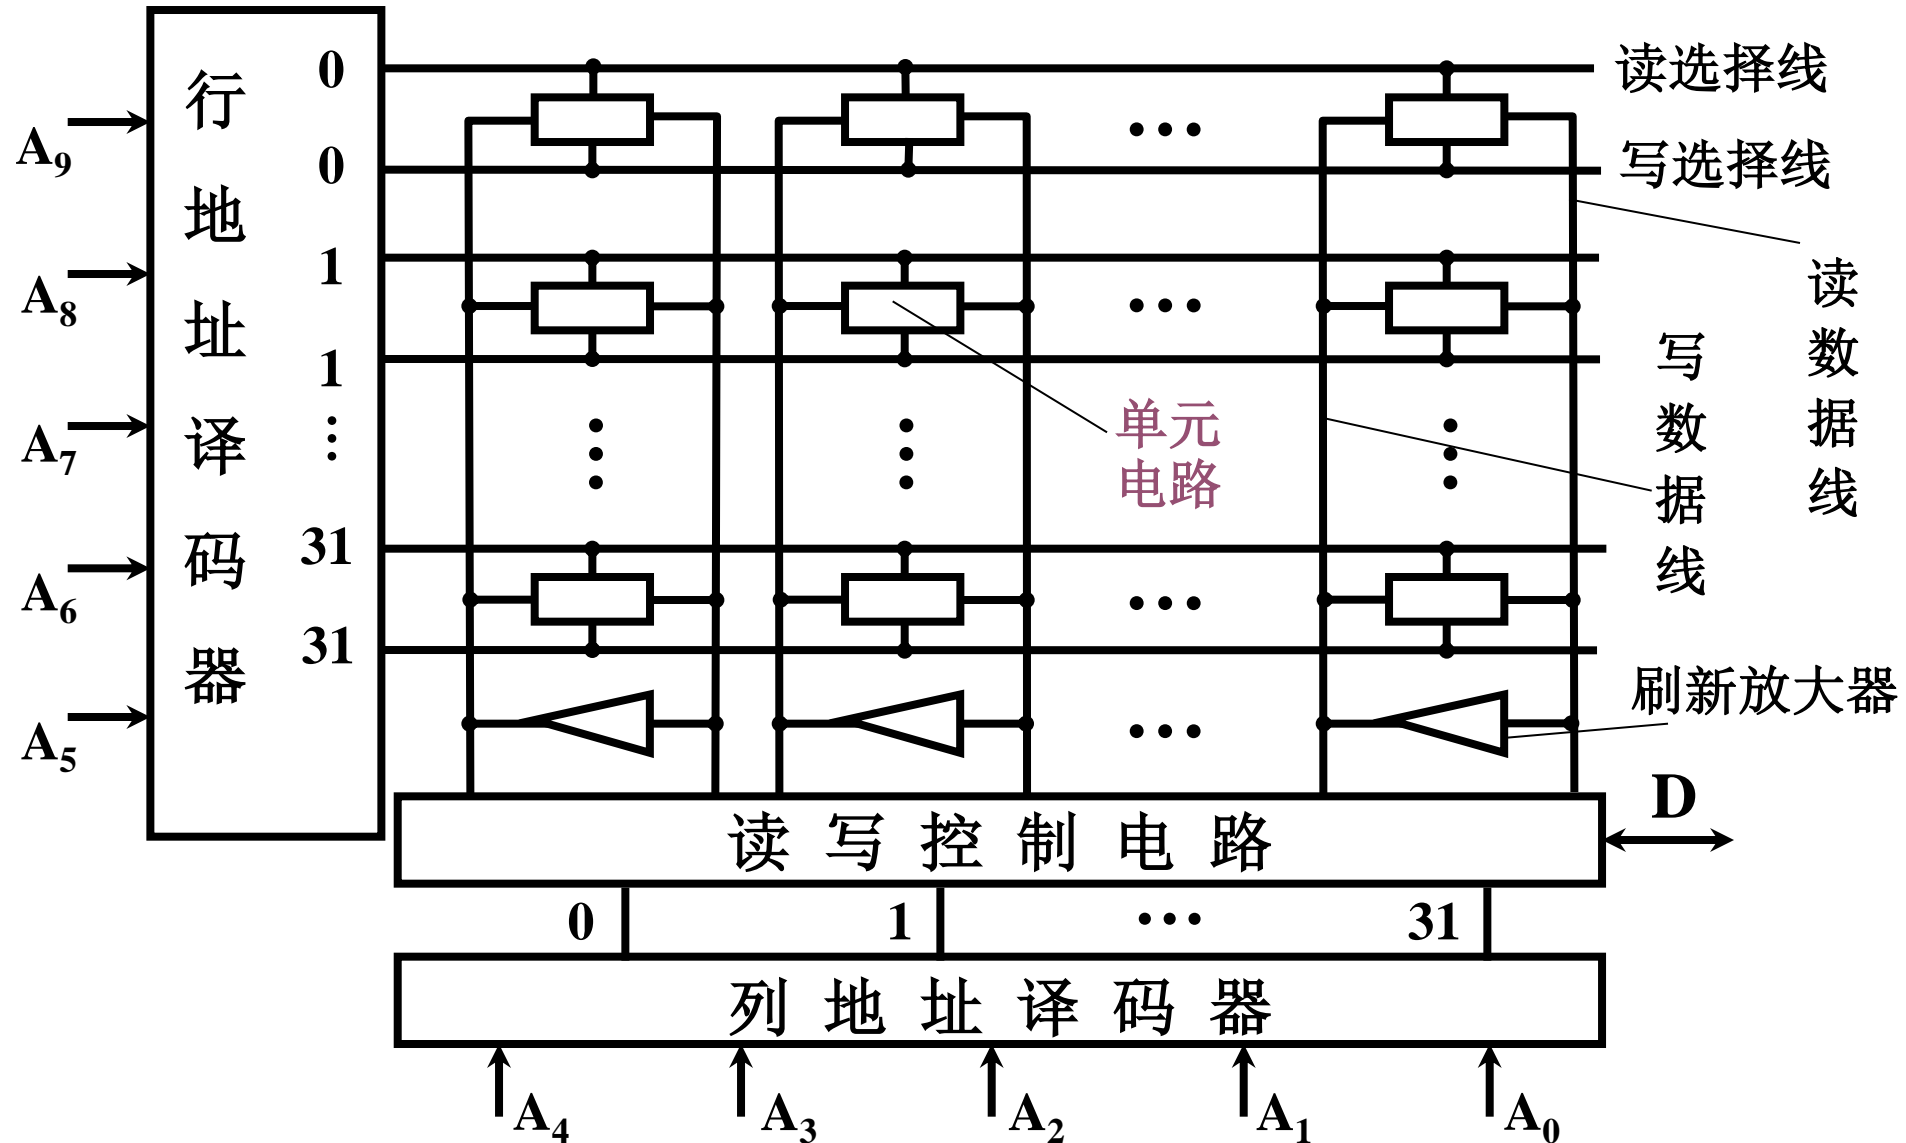 行地址译码器
A9
A8
A7
A6
A5
0
0
1
1
⋮
31
31
读选择线
写选择线
读数据线
写数据线
单元
电路
刷新放大器
D
读写控制电路
0 1 … 31
列地址译码器
A4 A3 A2 A1 A0